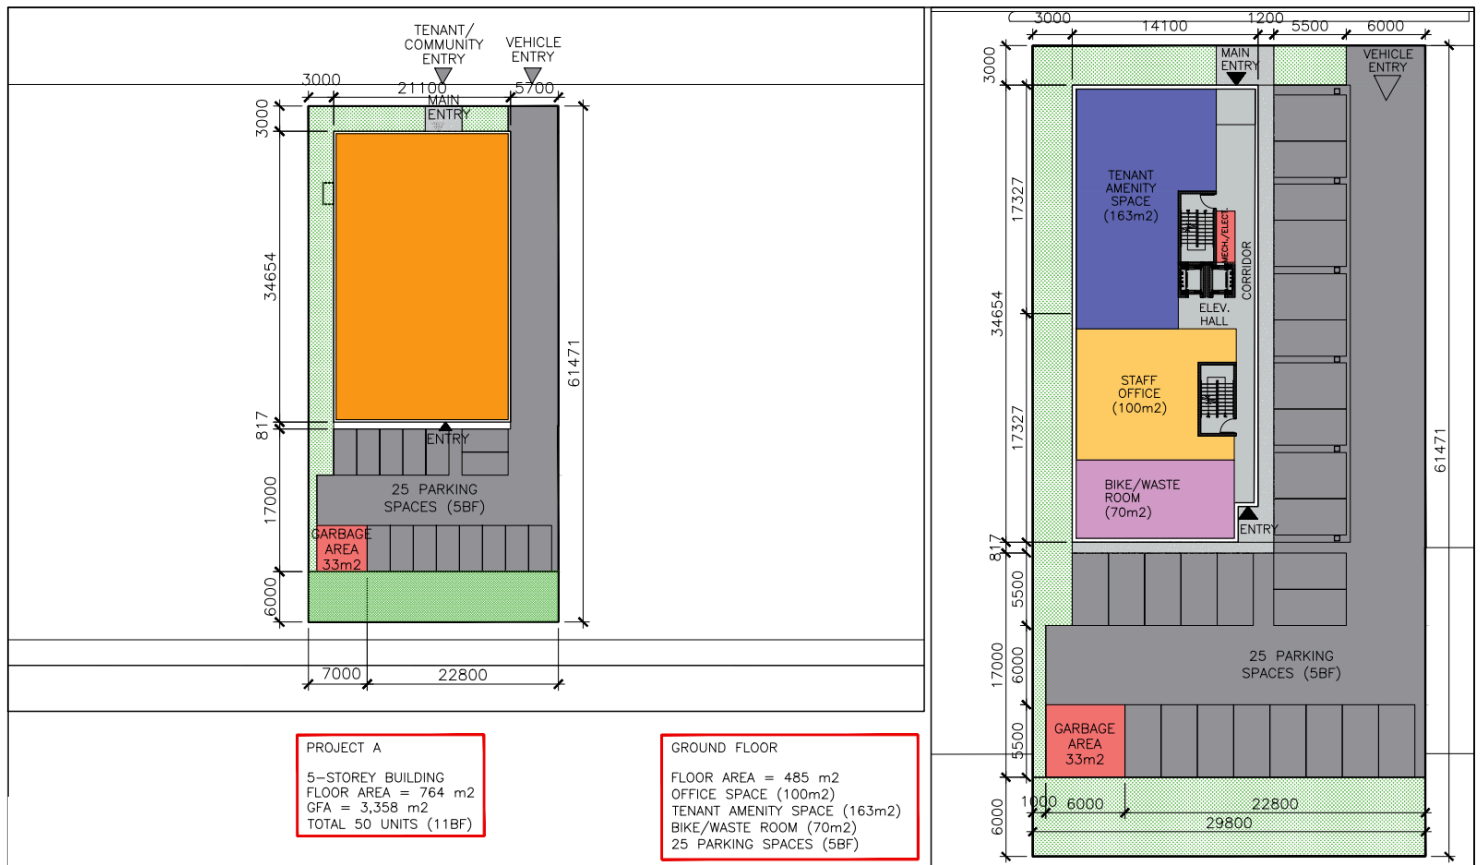 TENANT/
COMMUNITY
ENTRY
VEHICLE
ENTRY
3000
21100
5700
MAIN
ENTRY
3000
34654
817
17000
6000
61471
ENTRY
25 PARKING
SPACES (5BF)
GARBAGE
AREA
33m2
7000
22800
PROJECT A
5-STOREY BUILDING
FLOOR AREA = 764 m2
GFA = 3,358 m2
TOTAL 50 UNITS (11BF)
GROUND FLOOR
FLOOR AREA = 485 m2
OFFICE SPACE (100m2)
TENANT AMENITY SPACE (163m2)
BIKE/WASTE ROOM (70m2)
25 PARKING SPACES (5BF)
3000
14100
1200
5500
6000
MAIN
ENTRY
VEHICLE
ENTRY
3000
17327
34654
17327
817
5500
17000
6000
5500
6000
61471
TENANT
AMENITY
SPACE
(163m2)
MECH./ELECT.
CORRIDOR
ELEV.
HALL
STAFF
OFFICE
(100m2)
BIKE/WASTE
ROOM
(70m2)
ENTRY
25 PARKING
SPACES (5BF)
GARBAGE
AREA
33m2
1000
6000
22800
29800